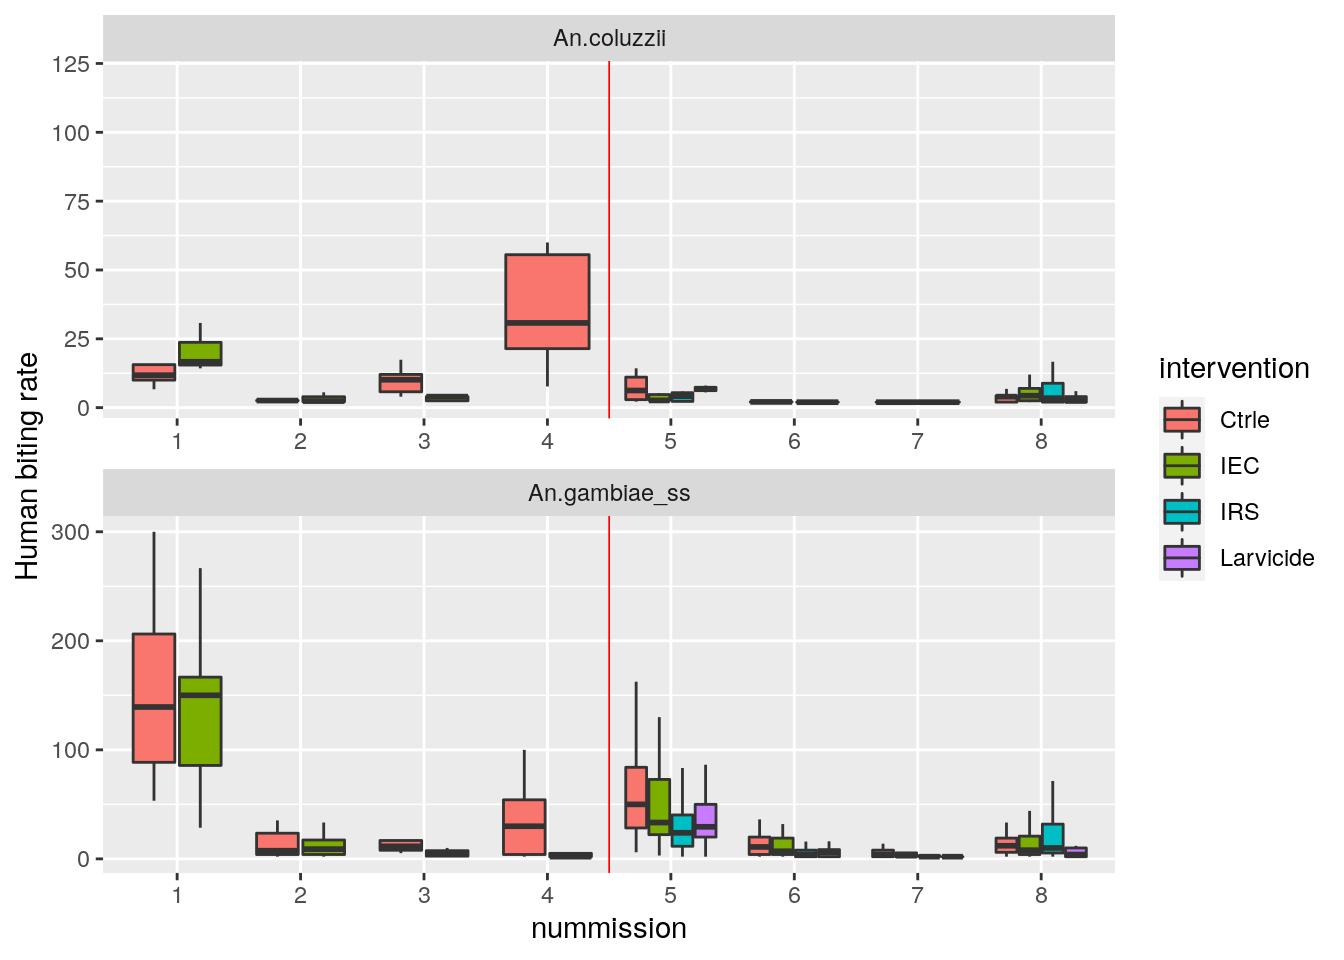 An.coluzzii
125
100
75
50
25
0
1 2 3 4 5 6 7 8
An.gambiae_ss
300
200
100
0
1 2 3 4 5 6 7 8
nummission
Human biting rate
intervention
Ctrle
IEC
IRS
Larvicide